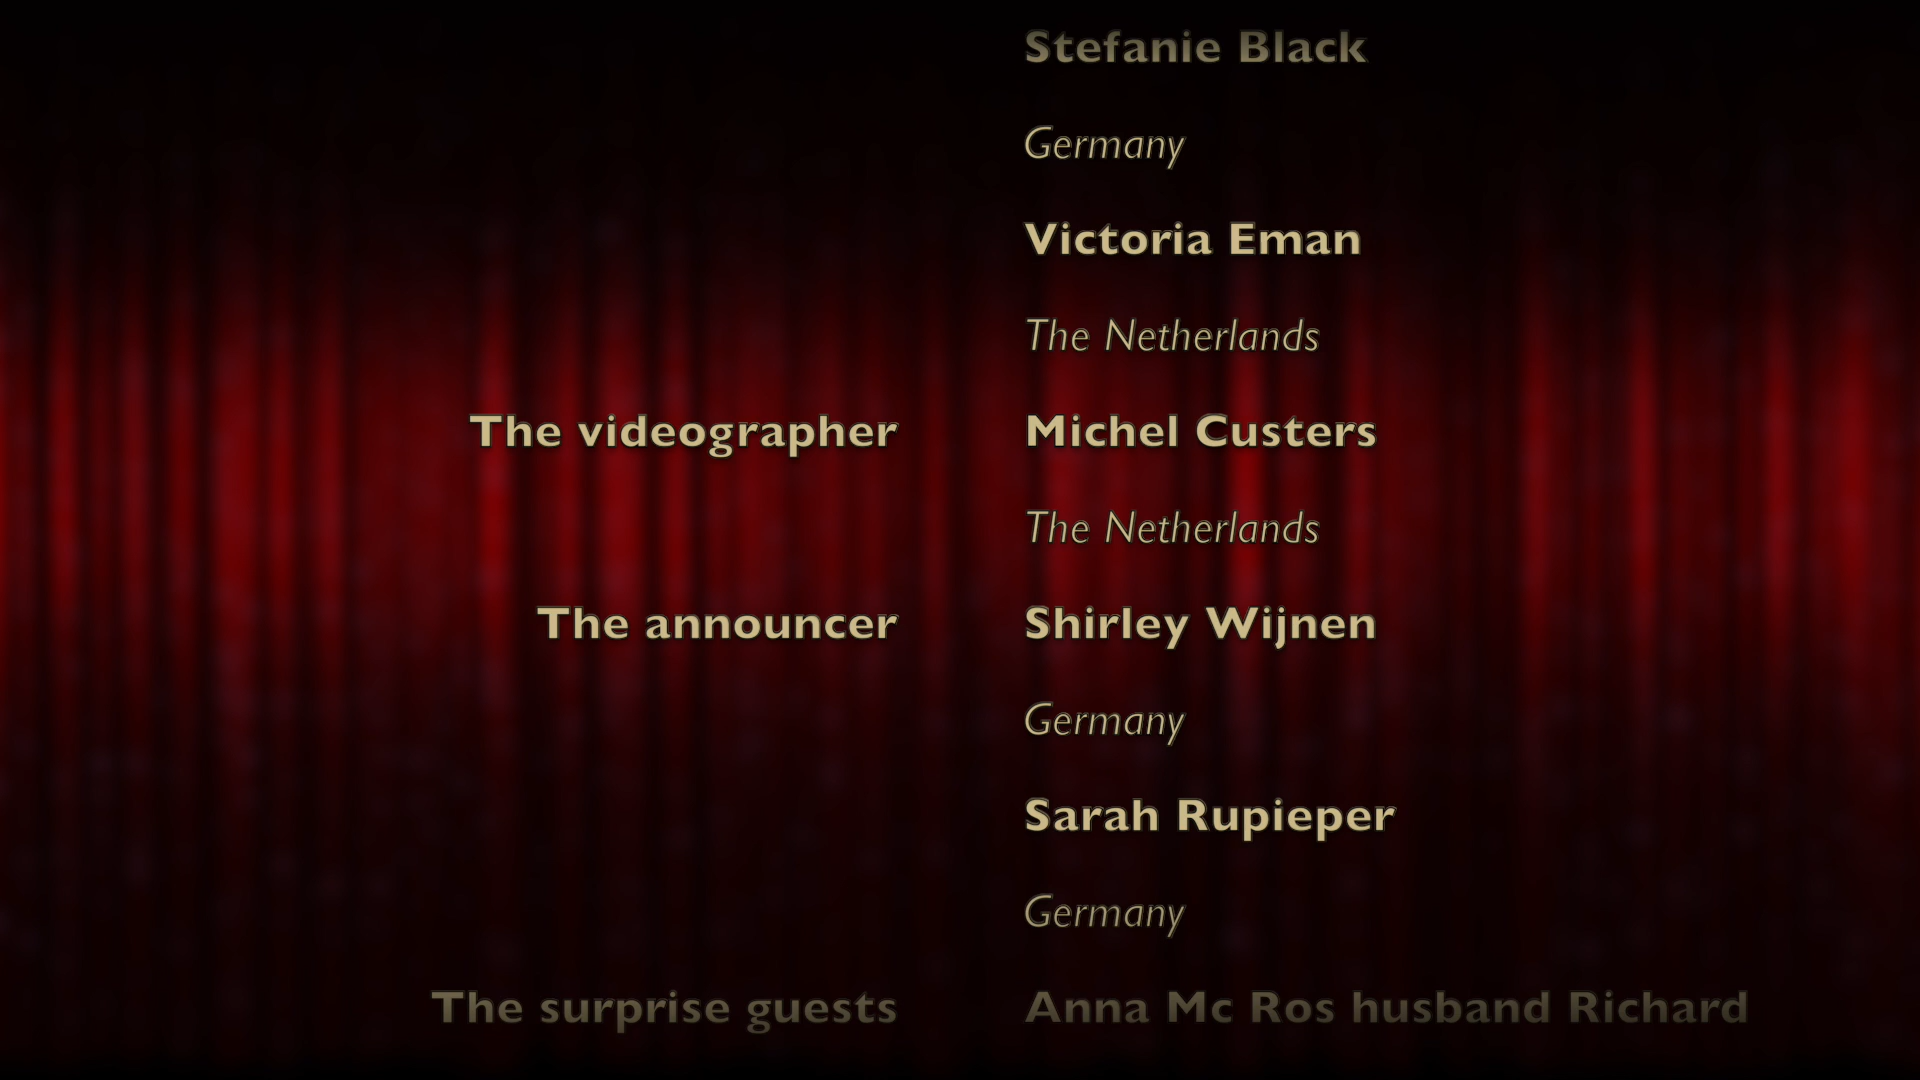 Stefanie Black
Germany
Victoria Eman
The Netherlands
The videographer Michel Custers
The Netherlands
The announcer Shirley Wijnen
Germany
Sarah Rupieper
Germany
The surprise guests Anna Mc Ros husband Richard